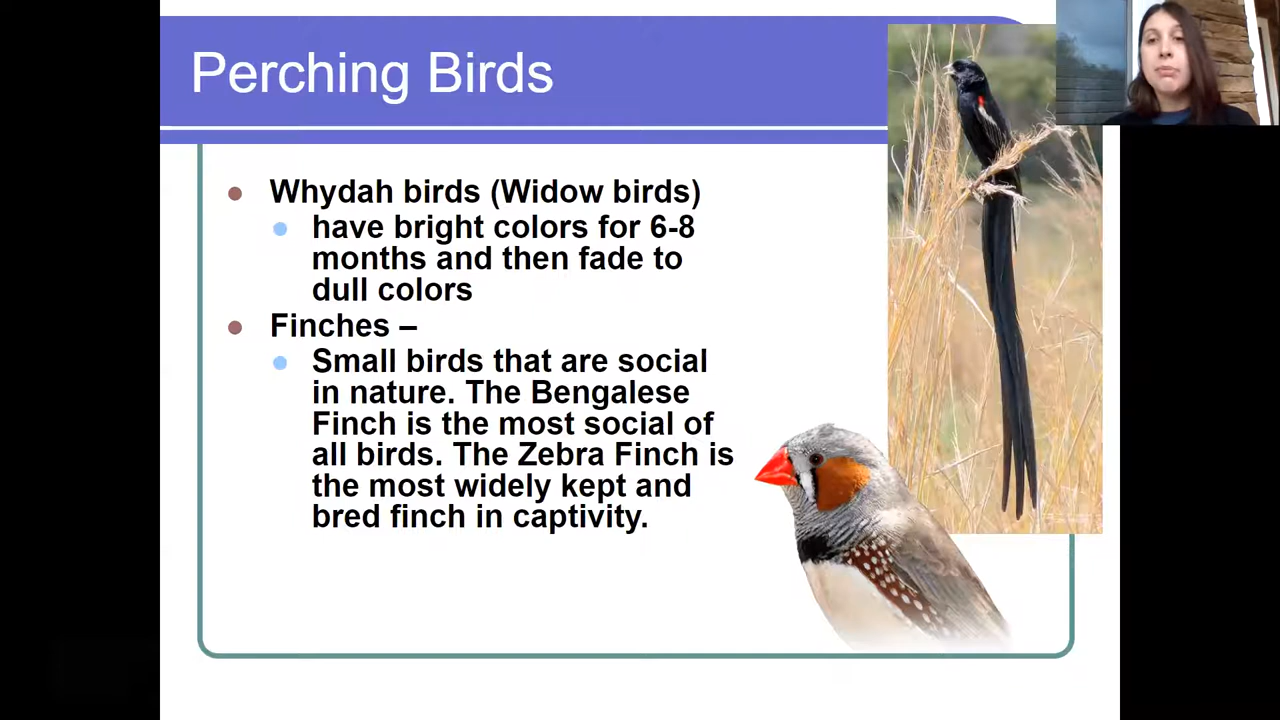 Perching Birds
Whydah birds (Widow birds)
have bright colors for 6-8
months and then fade to
dull colors
Finches –
Small birds that are social
in nature. The Bengalese
Finch is the most social of
all birds. The Zebra Finch is
the most widely kept and
bred finch in captivity.